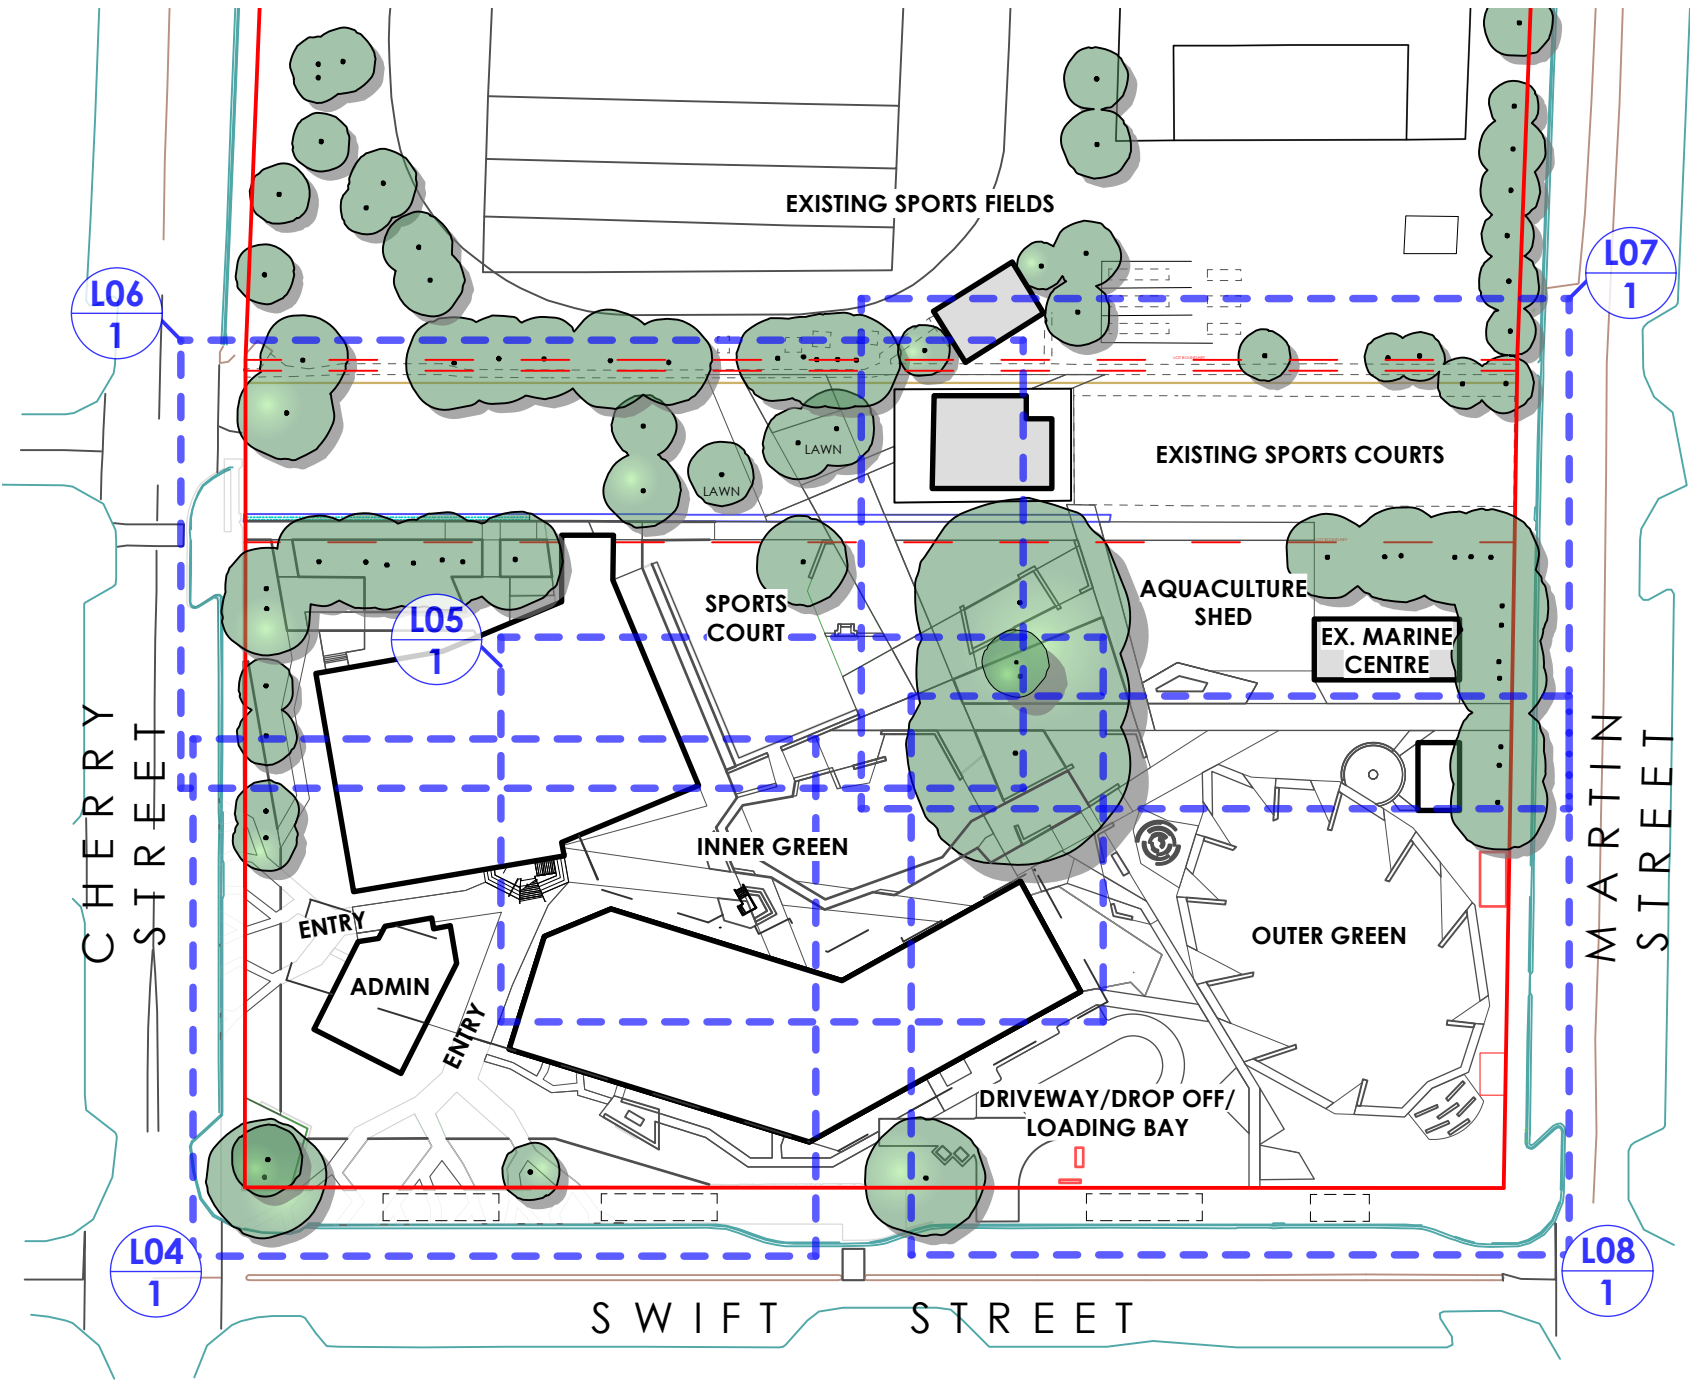 EXISTING SPORTS FIELDS
L07
1
L06
1
LAWN
LAWN
EXISTING SPORTS COURTS
AQUACULTURE
SHED
SPORTS
COURT
L05
1
EX. MARINE
CENTRE
CHERRY
STREET
MARTIN
STREET
INNER GREEN
ENTRY
OUTER GREEN
ADMIN
ENTRY
DRIVEWAY/DROP OFF/
LOADING BAY
L04
1
L08
1
SWIFT STREET